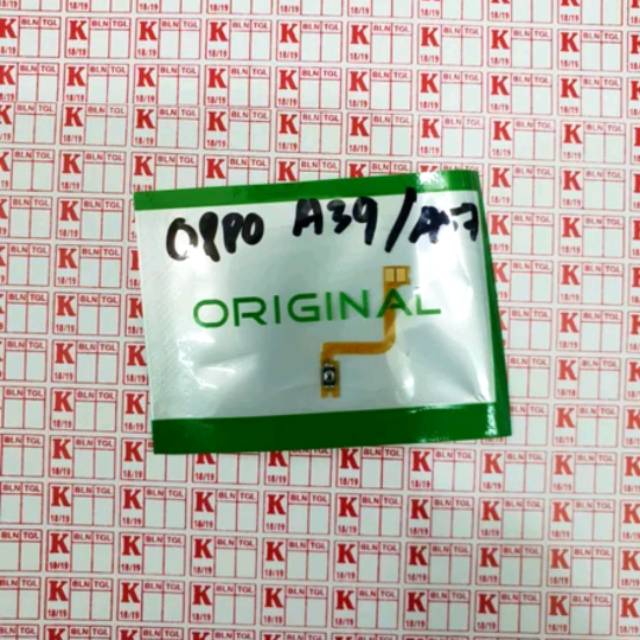 OPPO A39/A57
ORIGINAL
K BLN TGL
18/19